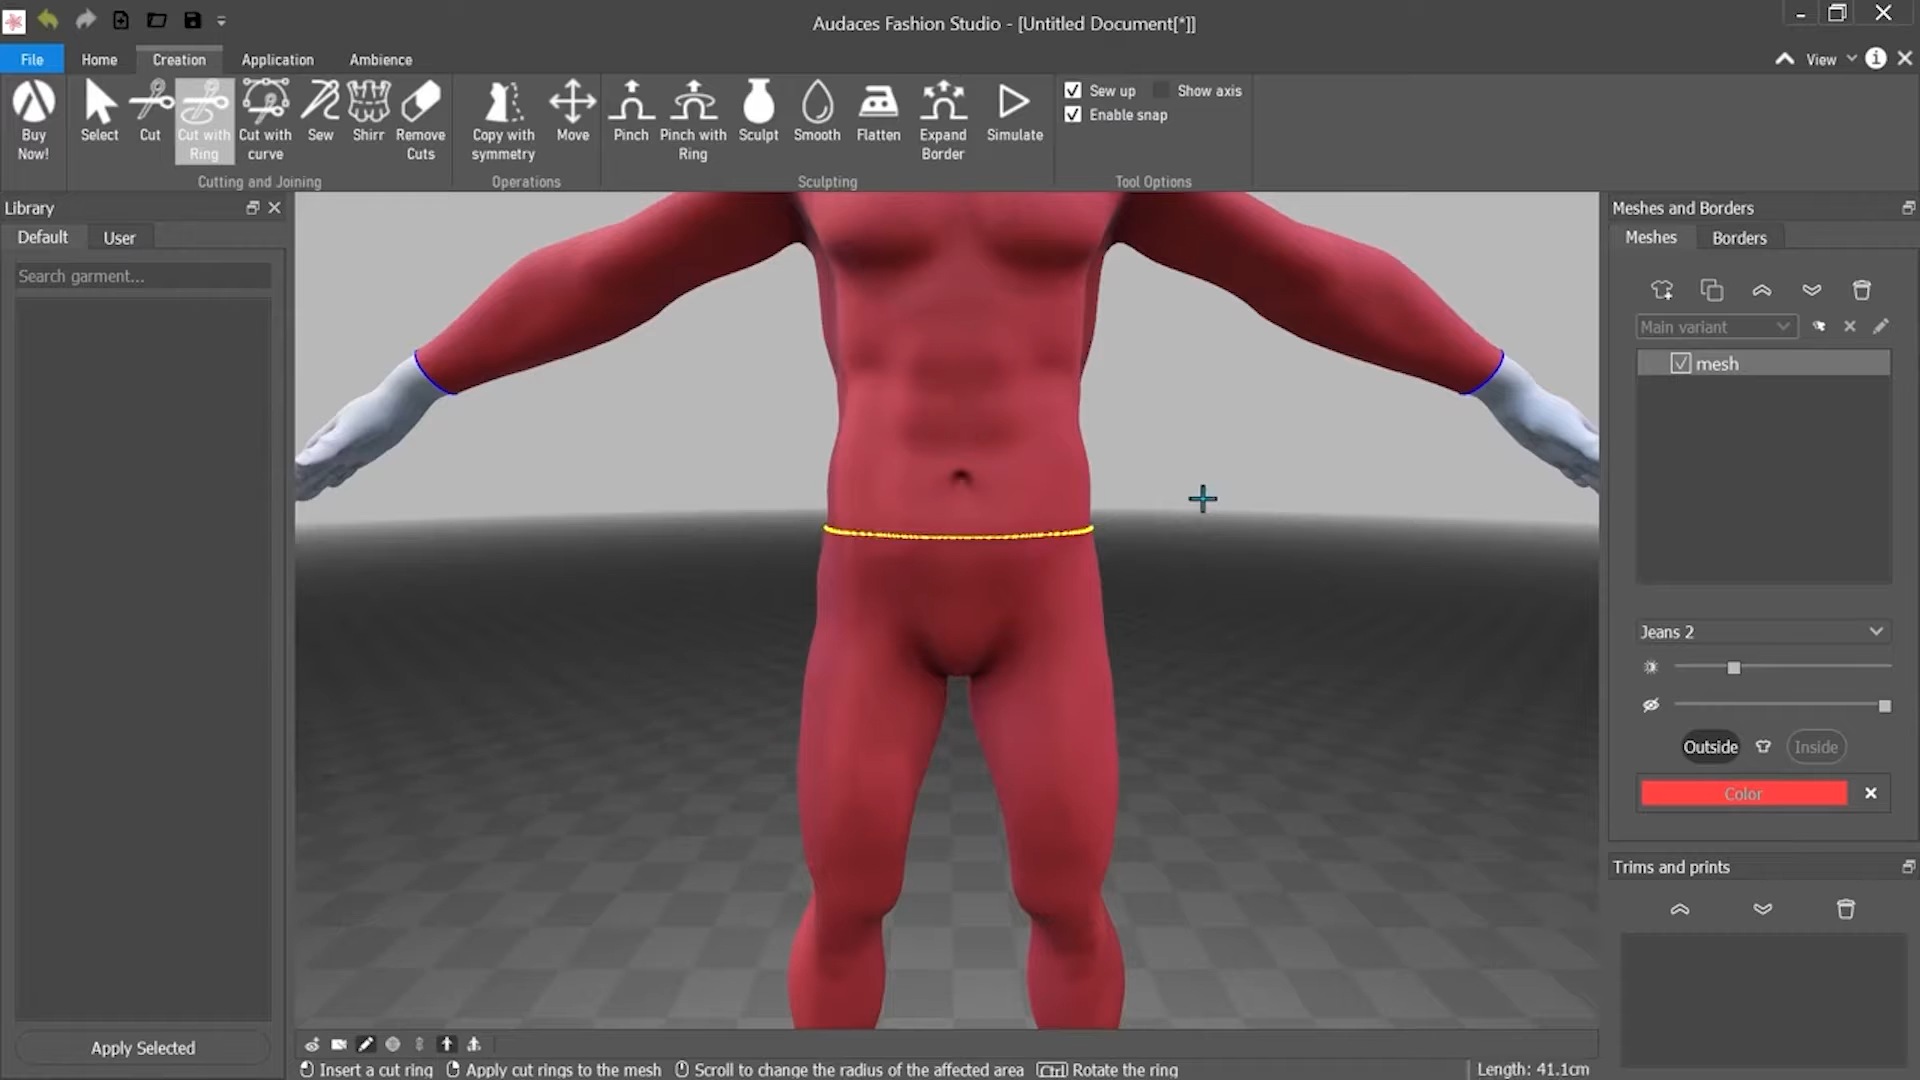 Audaces Fashion Studio - [Untitled Document[*]]
File Home Creation Application Ambience View
Buy Now!
Select
Cut
Cut with Ring
Cut with curve
Sew
Shirr
Remove Cuts
Cutting and Joining
Copy with symmetry
Move
Operations
Pinch
Pinch with Ring
Sculpt
Smooth
Flatten
Expand Border
Simulate
Sculpting
Sew up Show axis
Enable snap
Tool Options
Library
Default User
Search garment...
Apply Selected
Meshes and Borders
Meshes Borders
Main variant
mesh
Jeans 2
Outside Inside
Color
Trims and prints
Insert a cut ring Apply cut rings to the mesh Scroll to change the radius of the affected area Ctrl Rotate the ring Length: 41.1cm